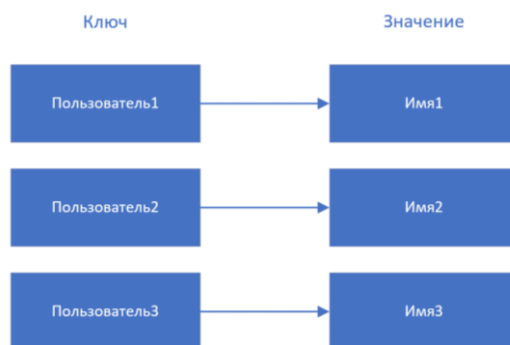 Ключ Значение
Пользователь1 Имя1
Пользователь2 Имя2
Пользователь3 Имя3